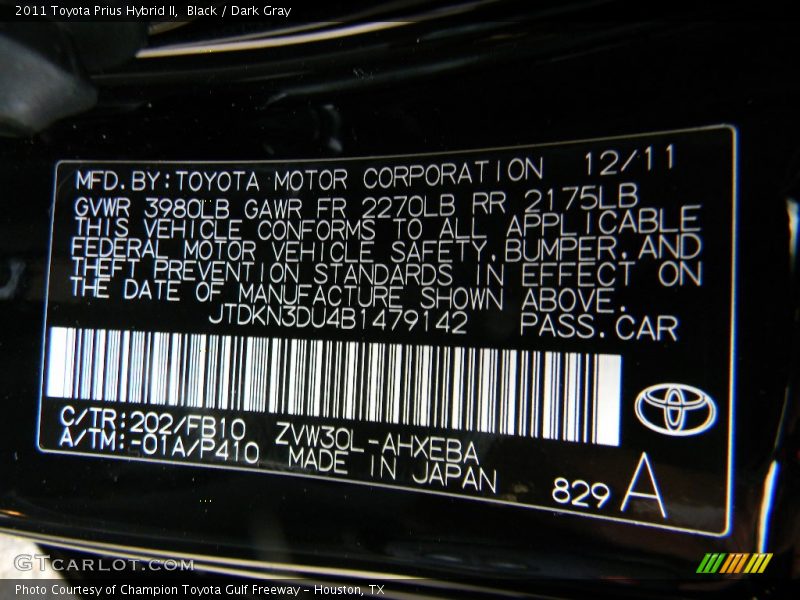 2011 Toyota Prius Hybrid II, Black / Dark Gray
MFD.BY:TOYOTA MOTOR CORPORATION 12/11
GVWR 3980LB GAWR FR 2270LB RR 2175LB
THIS VEHICLE CONFORMS TO ALL APPLICABLE
FEDERAL MOTOR VEHICLE SAFETY,BUMPER,AND
THEFT PREVENTION STANDARDS IN EFFECT ON
THE DATE OF MANUFACTURE SHOWN ABOVE.
JTDKN3DU4B1479142 PASS.CAR
C/TR:202/FB10 ZVW30L-AHXEBA
A/TM:-01A/P410 MADE IN JAPAN
829 A
GTCARLOT.COM
Photo Courtesy of Champion Toyota Gulf Freeway - Houston, TX